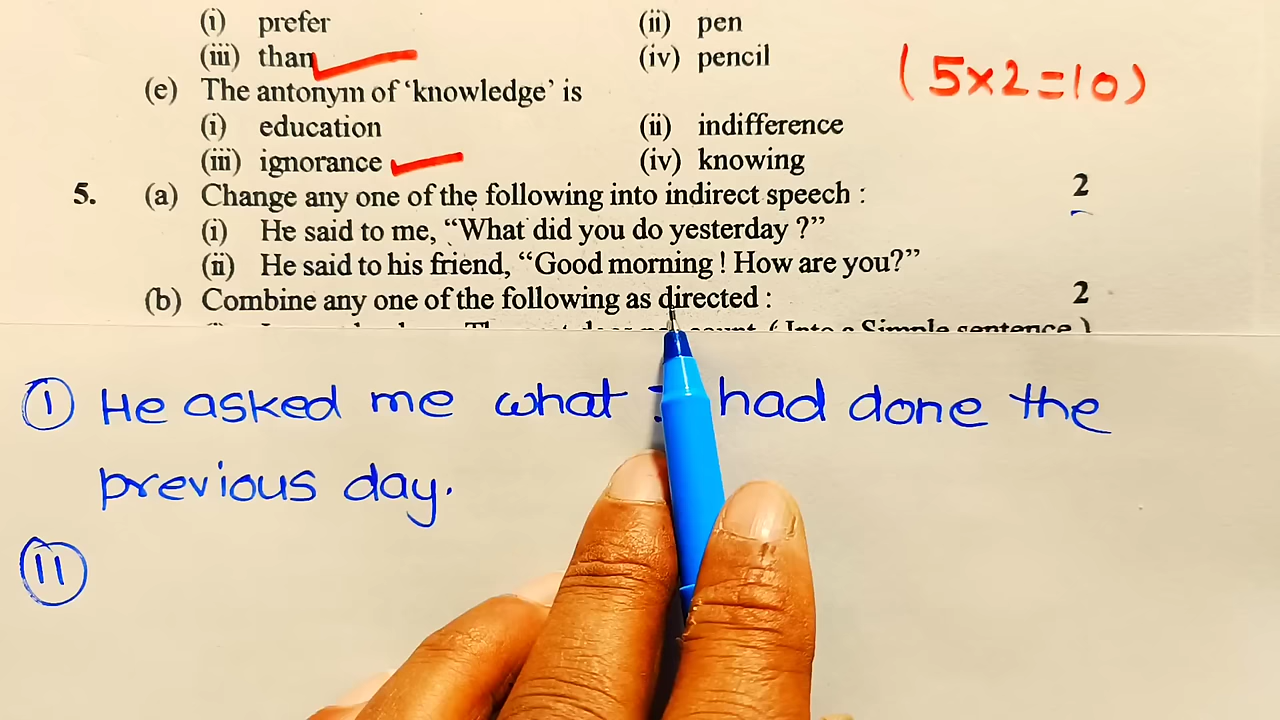 (i) prefer (ii) pen
(iii) than (iv) pencil
(5×2=10)
(e) The antonym of ‘knowledge’ is
(i) education (ii) indifference
(iii) ignorance (iv) knowing
5. (a) Change any one of the following into indirect speech : 2
(i) He said to me, “What did you do yesterday ?”
(ii) He said to his friend, “Good morning ! How are you?”
(b) Combine any one of the following as directed : 2
(Into a Simple sentence)
(I) He asked me what had done the
previous day.
(II)